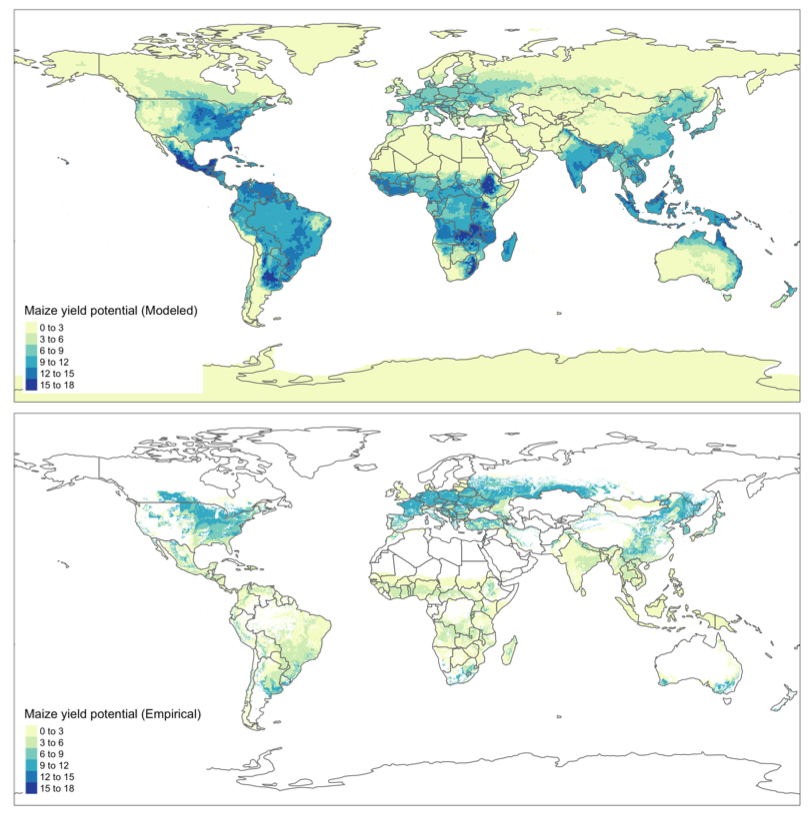 Maize yield potential (Modeled)
0 to 3
3 to 6
6 to 9
9 to 12
12 to 15
15 to 18
Maize yield potential (Empirical)
0 to 3
3 to 6
6 to 9
9 to 12
12 to 15
15 to 18